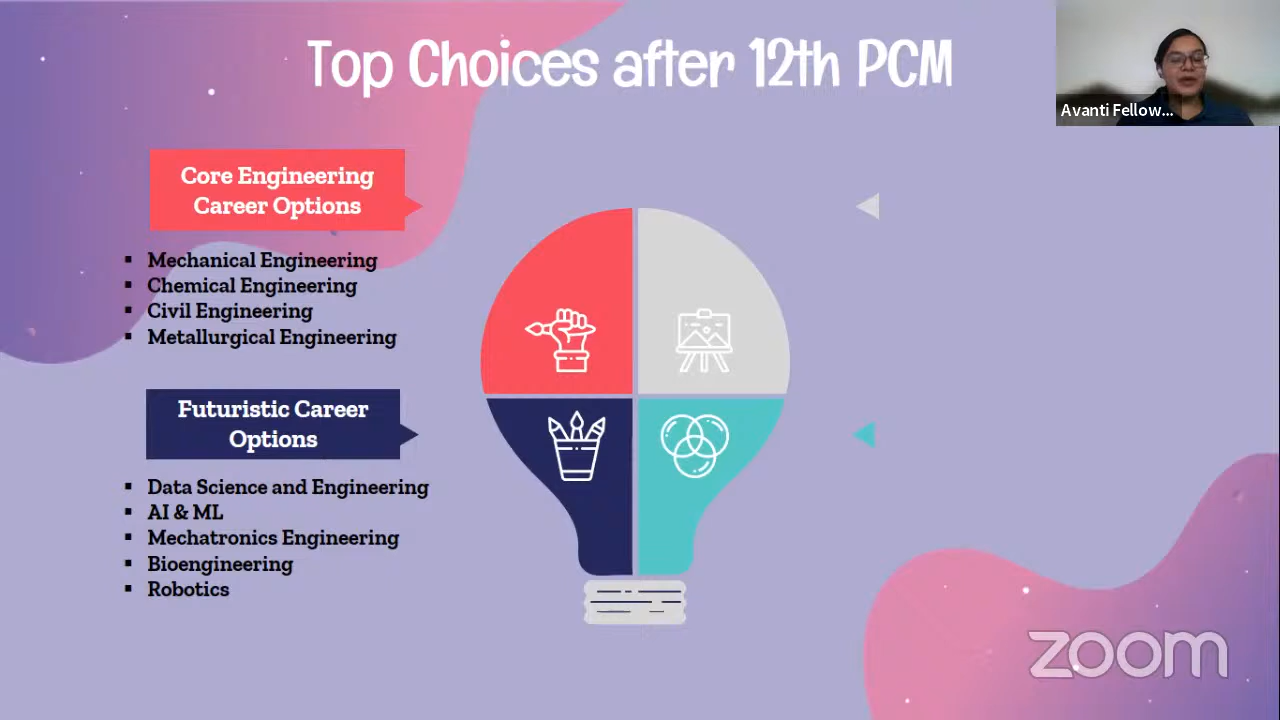 Top Choices after 12th PCM
Avanti Fellow...
Core Engineering
Career Options
▪ Mechanical Engineering
▪ Chemical Engineering
▪ Civil Engineering
▪ Metallurgical Engineering
Futuristic Career
Options
▪ Data Science and Engineering
▪ AI & ML
▪ Mechatronics Engineering
▪ Bioengineering
▪ Robotics
zoom